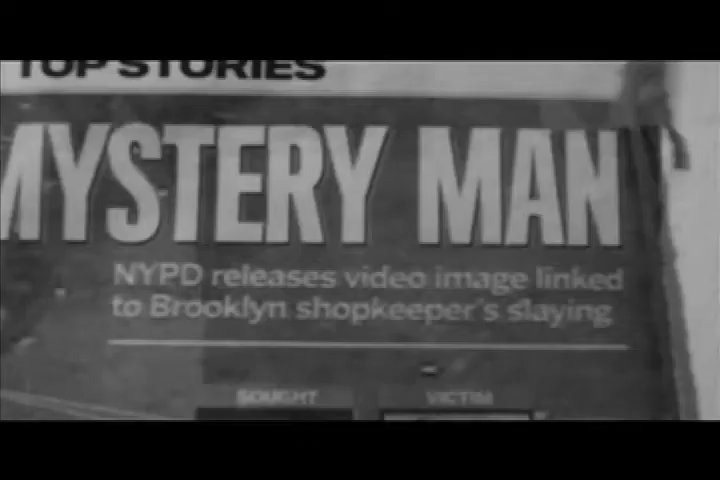 TOP STORIES
MYSTERY MAN
NYPD releases video image linked
to Brooklyn shopkeeper's slaying
SOUGHT VICTIM